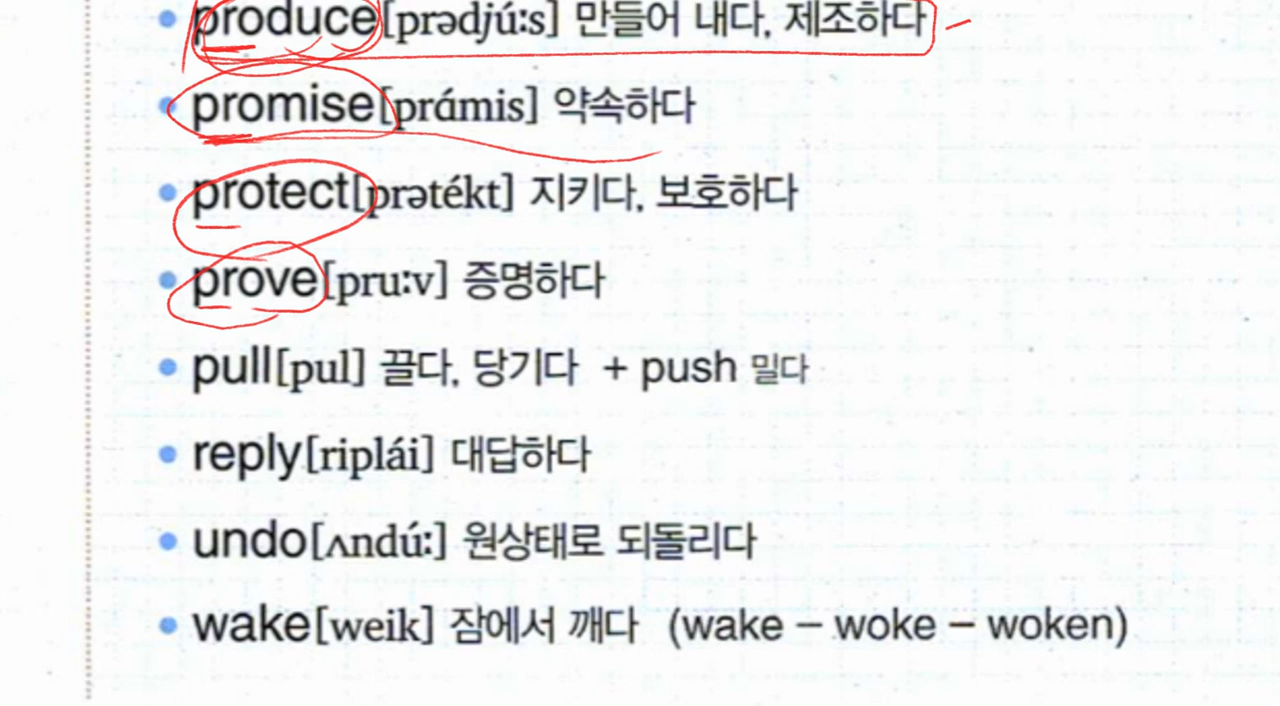 produce[prədjúːs] 만들어 내다, 제조하다
promise[prɑ́mis] 약속하다
protect[prətékt] 지키다, 보호하다
prove[pruːv] 증명하다
pull[pul] 끌다, 당기다 + push 밀다
reply[riplái] 대답하다
undo[ʌndúː] 원상태로 되돌리다
wake[weik] 잠에서 깨다 (wake – woke – woken)